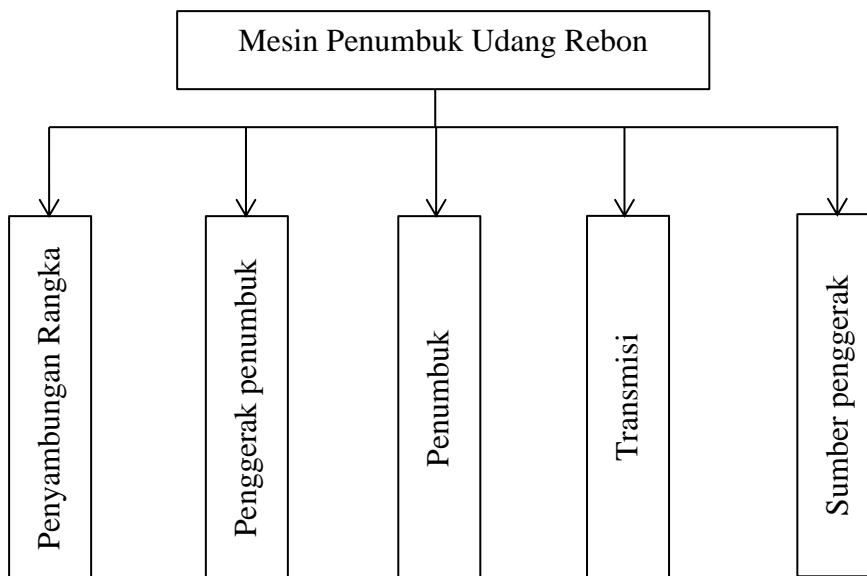 Mesin Penumbuk Udang Rebon
Penyambungan Rangka
Penggerak penumbuk
Penumbuk
Transmisi
Sumber penggerak